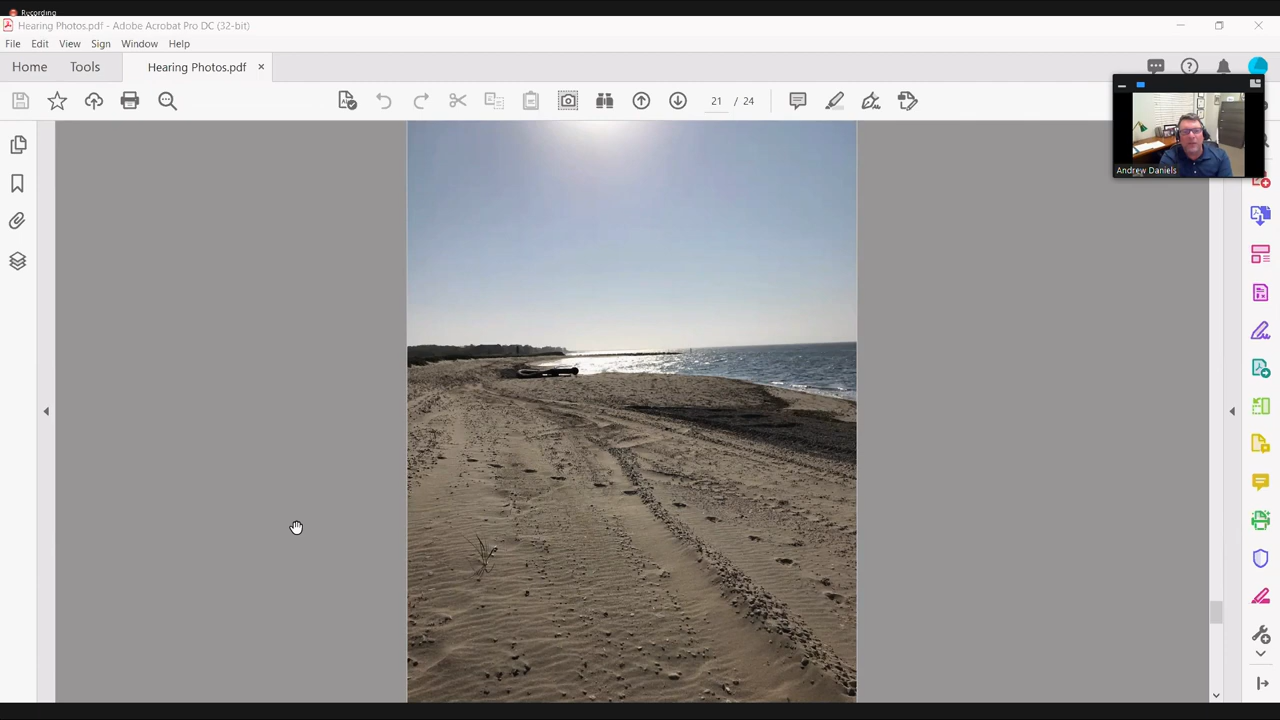 Recording
Hearing Photos.pdf - Adobe Acrobat Pro DC (32-bit)
File Edit View Sign Window Help
Home Tools Hearing Photos.pdf ×
21 / 24
Andrew Daniels